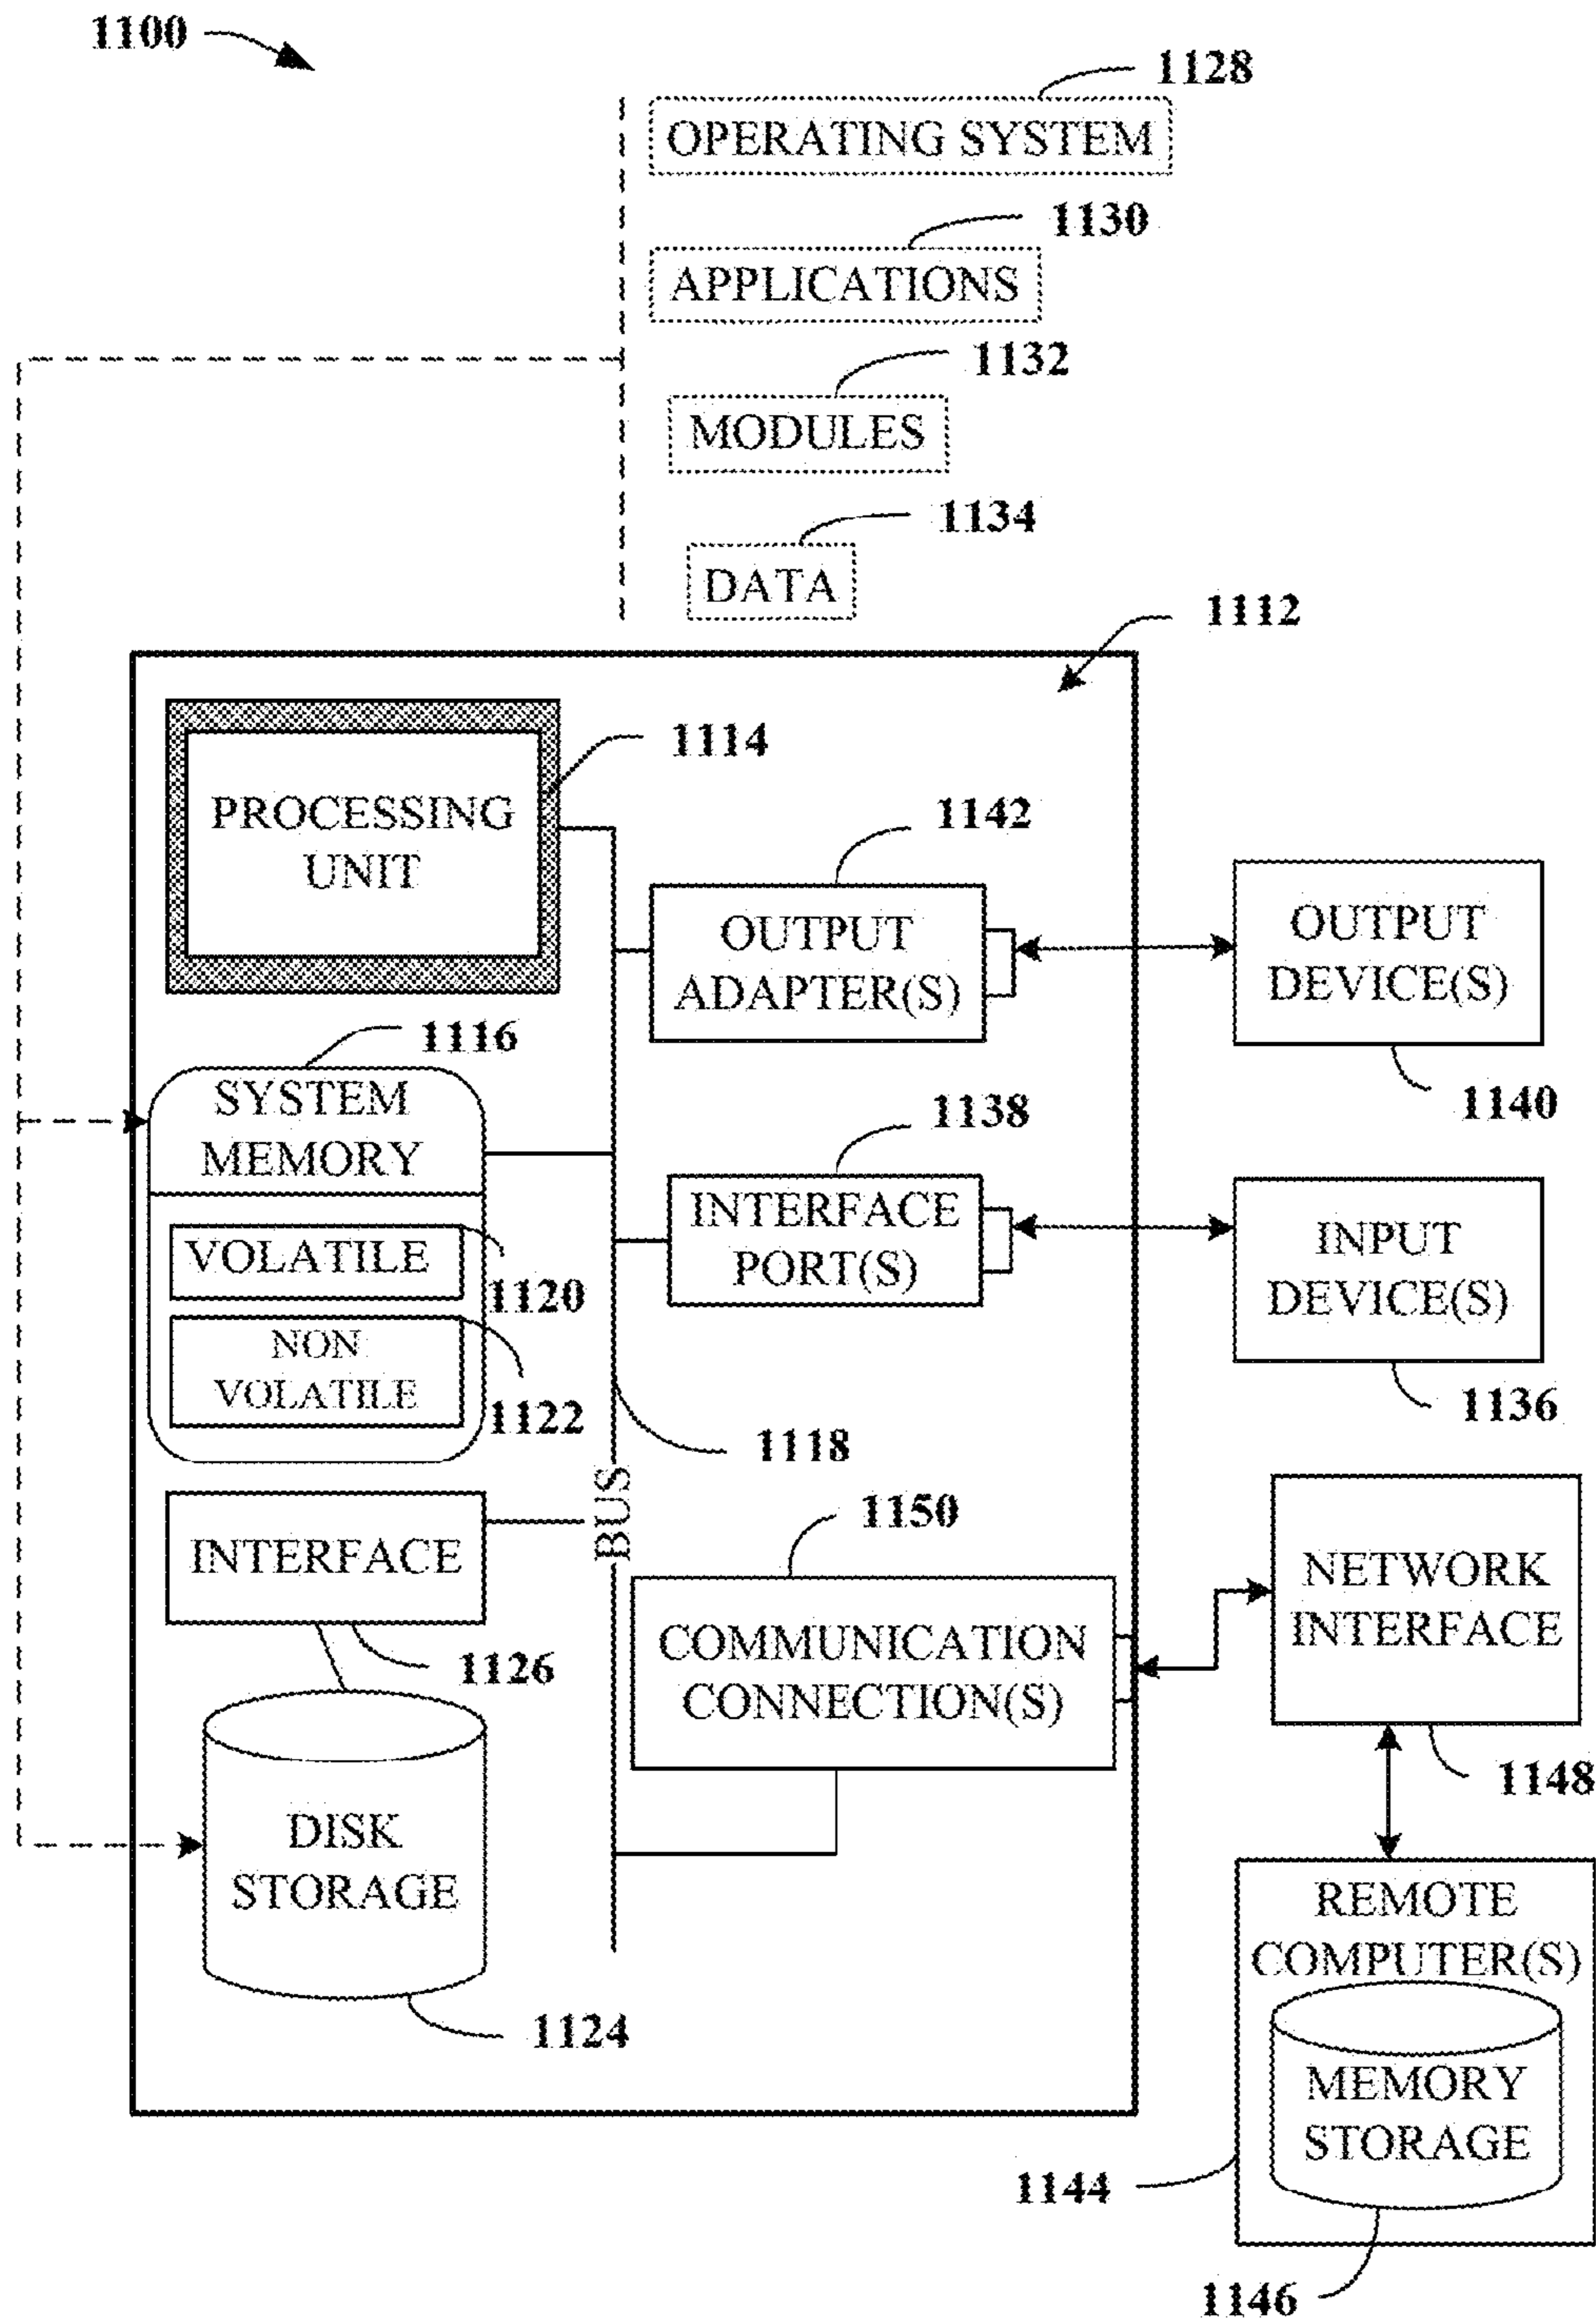 1100
1128
OPERATING SYSTEM
1130
APPLICATIONS
1132
MODULES
1134
DATA
1112
1114
PROCESSING
UNIT
1142
OUTPUT
ADAPTER(S)
OUTPUT
DEVICE(S)
1140
1116
SYSTEM
MEMORY
VOLATILE
1120
NON
VOLATILE
1122
1138
INTERFACE
PORT(S)
INPUT
DEVICE(S)
1136
1118
BUS
INTERFACE
1126
1150
COMMUNICATION
CONNECTION(S)
NETWORK
INTERFACE
1148
DISK
STORAGE
1124
REMOTE
COMPUTER(S)
MEMORY
STORAGE
1144
1146